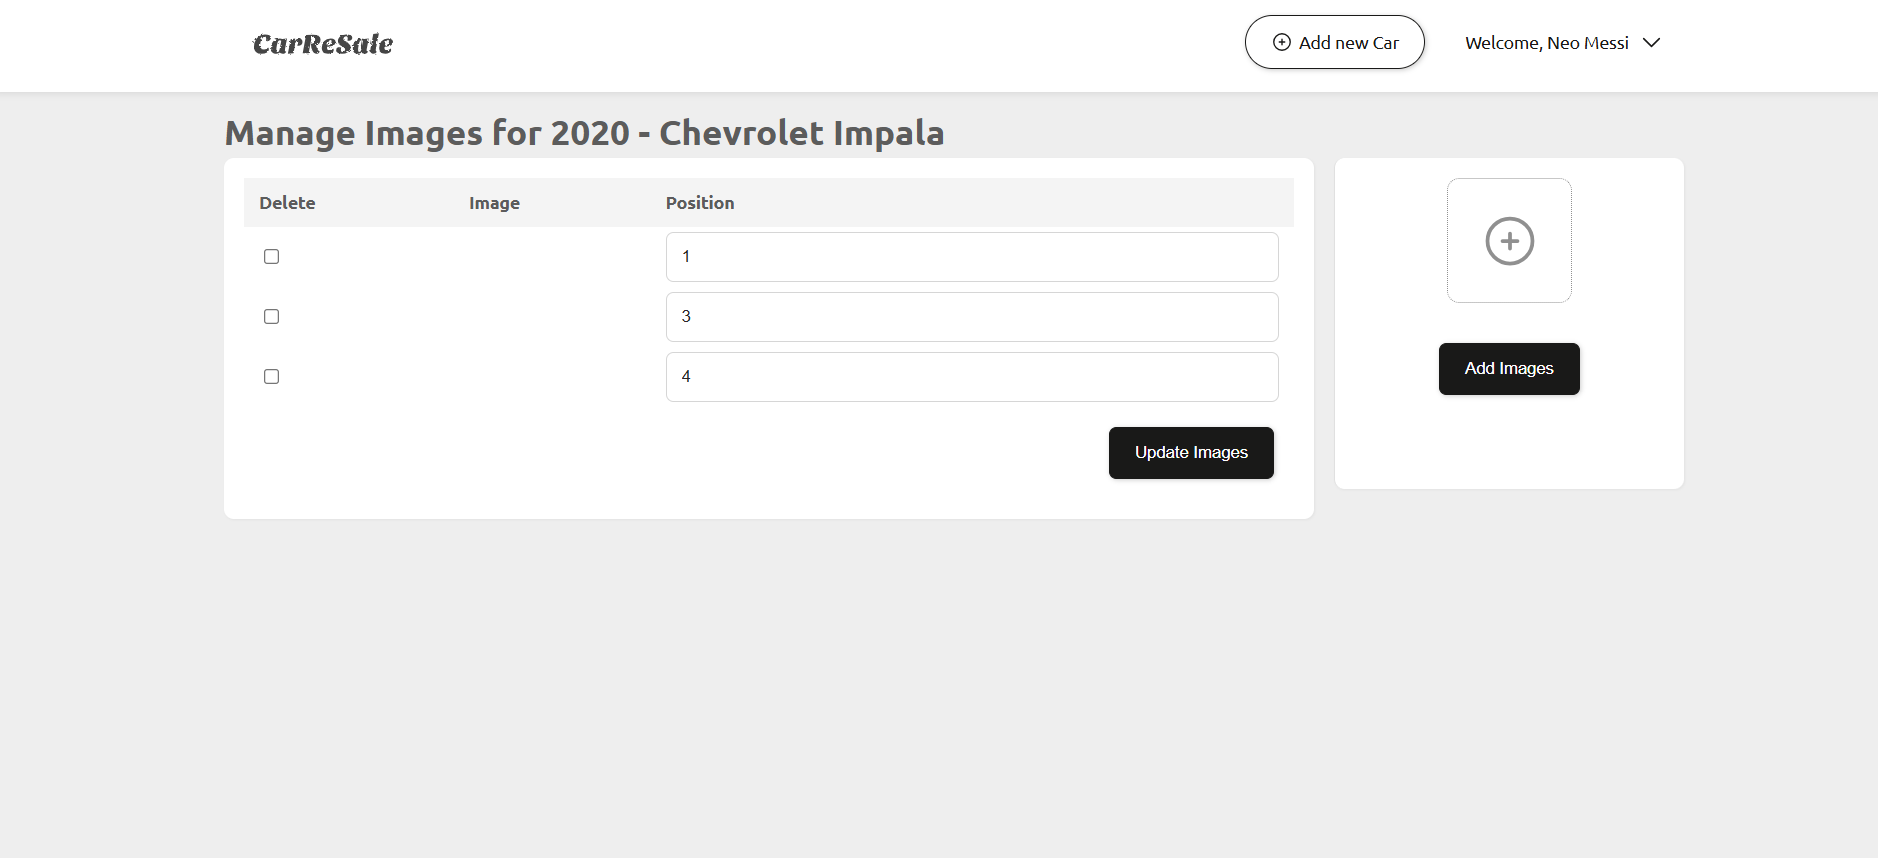 CarReSale
Add new Car
Welcome, Neo Messi
Manage Images for 2020 - Chevrolet Impala
Delete Image Position
1
3
4
Update Images
Add Images